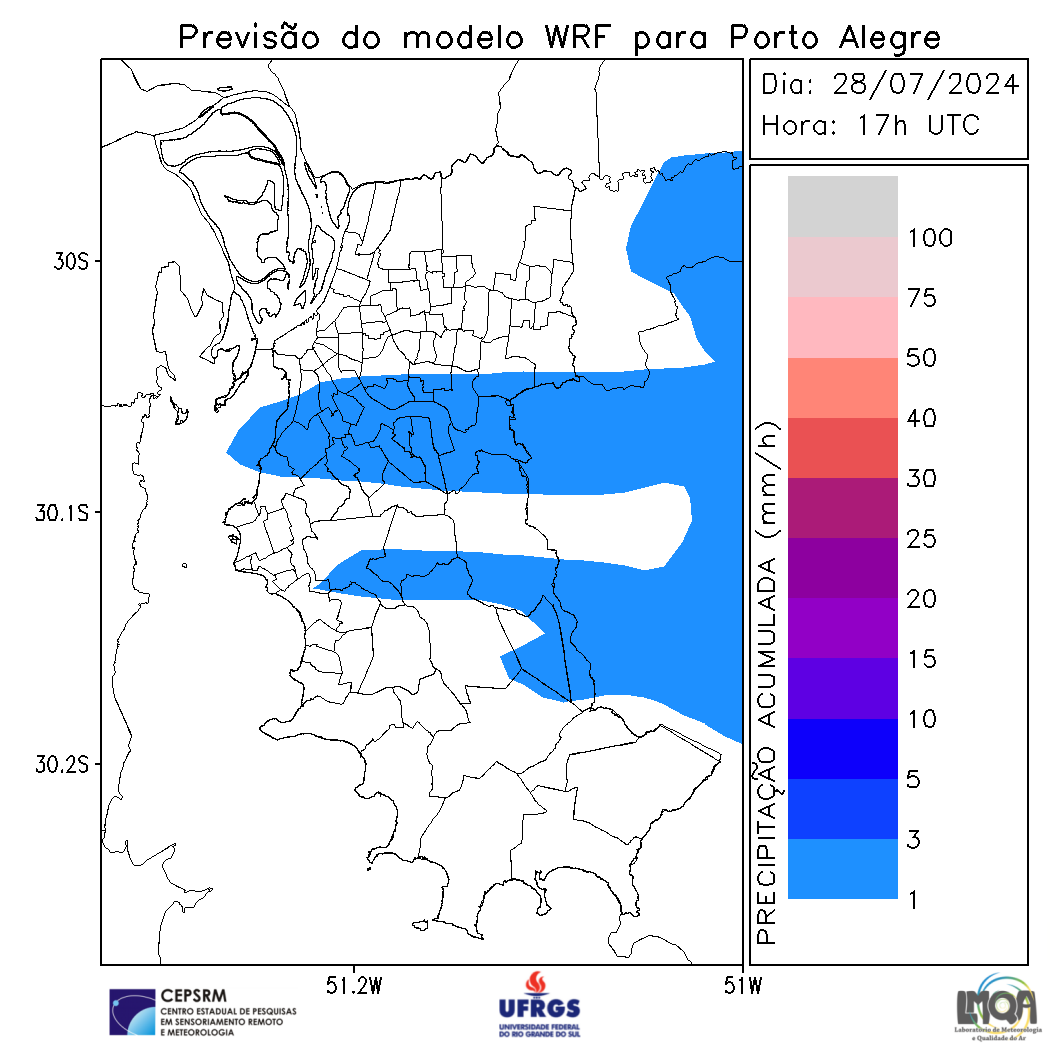 Previsão do modelo WRF para Porto Alegre
Dia: 28/07/2024
Hora: 17h UTC
30S
30.1S
30.2S
51.2W
51W
PRECIPITAÇÃO ACUMULADA (mm/h)
100
75
50
40
30
25
20
15
10
5
3
1
CEPSRM
CENTRO ESTADUAL DE PESQUISAS
EM SENSORIAMENTO REMOTO
E METEOROLOGIA
UFRGS
UNIVERSIDADE FEDERAL
DO RIO GRANDE DO SUL
LMQA
Laboratório de Meteorologia
e Qualidade do Ar